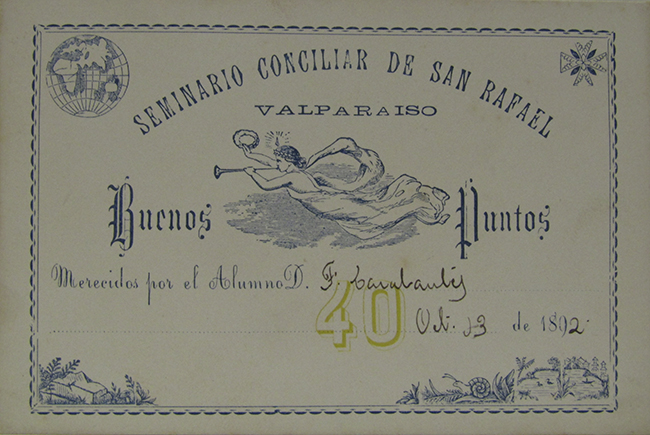 SEMINARIO CONCILIAR DE SAN RAFAEL
VALPARAISO
Buenos Puntos
Merecidos por el Alumno D. F.
40
Oct. 13 de 1892.